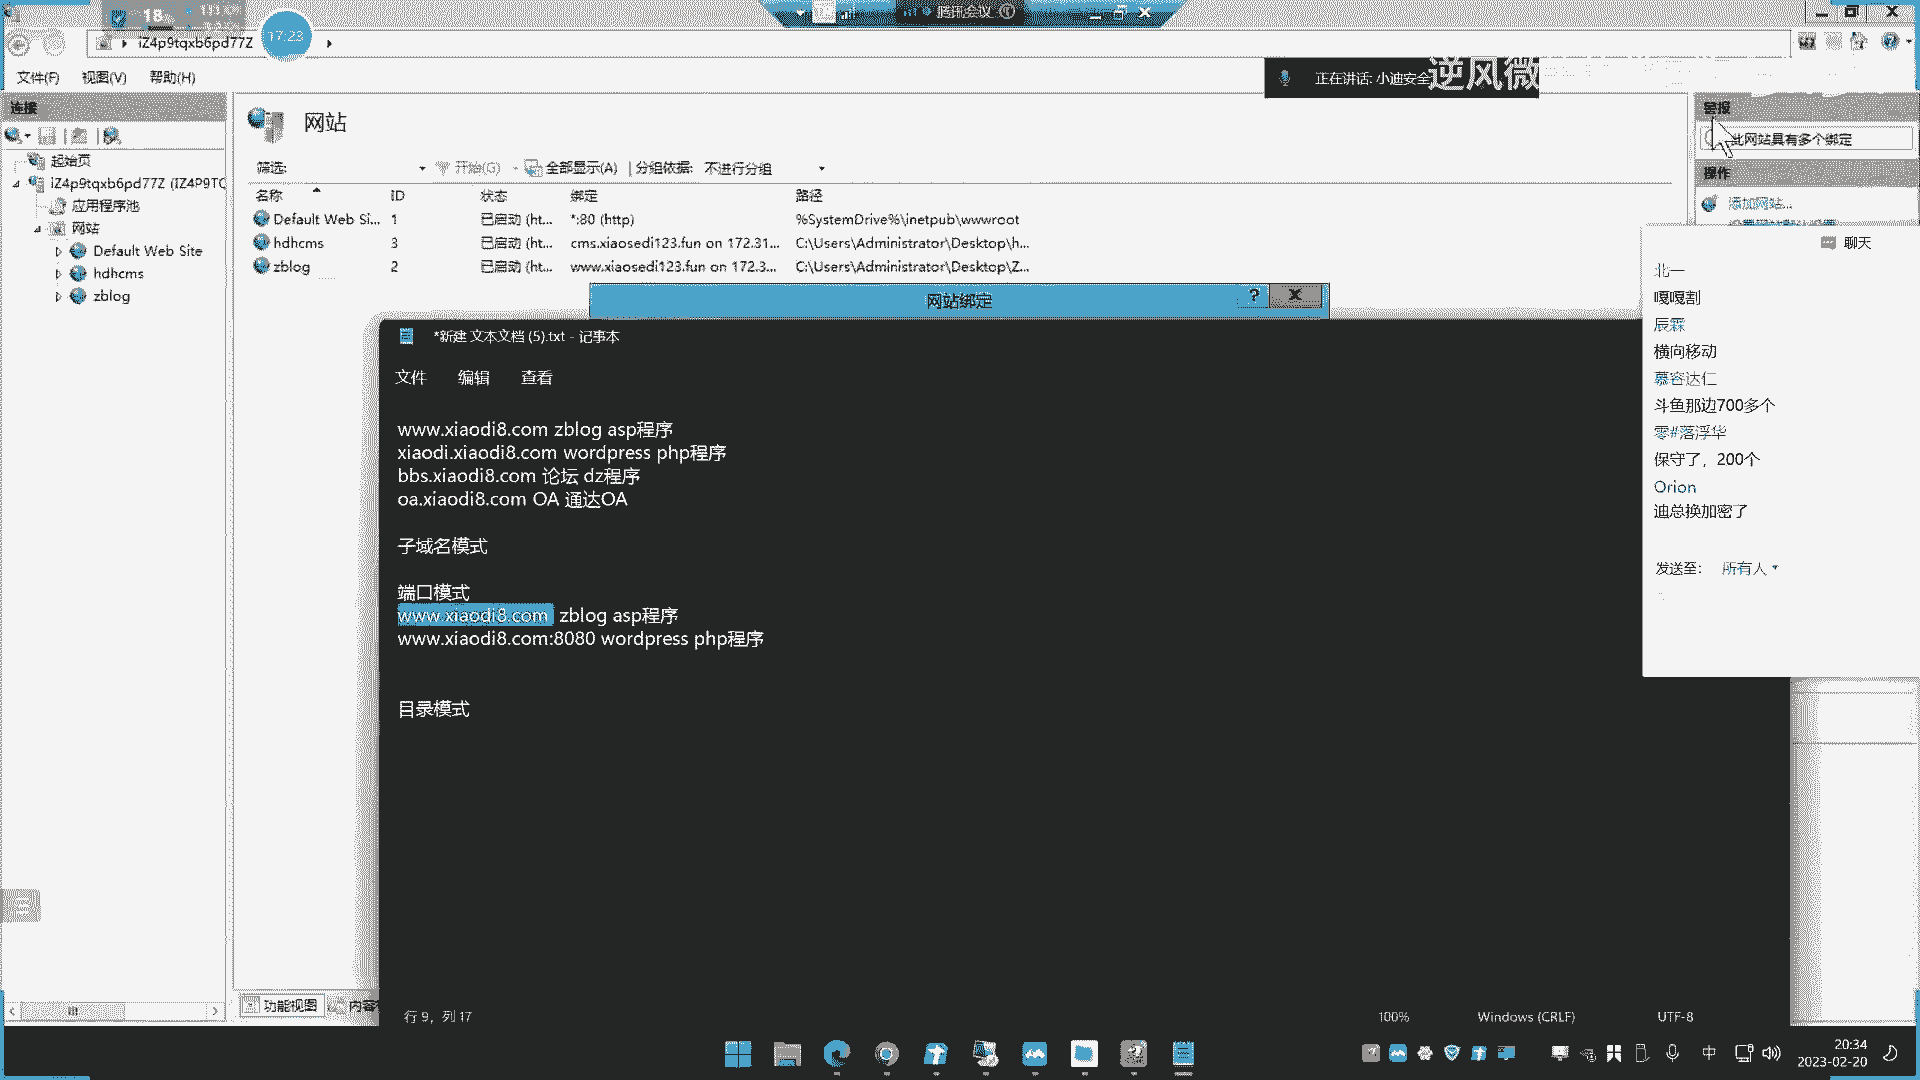 18
腾讯会议
iZ4p9tqxb6pd77Z
17:23
文件(F) 视图(V) 帮助(H)
正在讲话: 小迪安全
逆风微
连接
网站
警报
此网站具有多个绑定
筛选: 开始(G) 全部显示(A) 分组依据: 不进行分组
操作
起始页
iZ4p9tqxb6pd77Z (IZ4P9TC
名称 ID 状态 绑定 路径
添加网站...
应用程序池
Default Web Si... 1 已启动 (ht... *:80 (http) %SystemDrive%\inetpub\wwwroot
网站
hdhcms 3 已启动 (ht... cms.xiaosedi123.fun on 172.31... C:\Users\Administrator\Desktop\h...
聊天
Default Web Site
zblog 2 已启动 (ht... www.xiaosedi123.fun on 172.3... C:\Users\Administrator\Desktop\Z...
北一
hdhcms
zblog
网站绑定
嘎嘎割
辰霖
*新建 文本文档 (5).txt - 记事本
横向移动
文件 编辑 查看
慕容达仁
斗鱼那边700多个
www.xiaodi8.com zblog asp程序
零#落浮华
xiaodi.xiaodi8.com wordpress php程序
保守了，200个
bbs.xiaodi8.com 论坛 dz程序
Orion
oa.xiaodi8.com OA 通达OA
迪总换加密了
子域名模式
发送至: 所有人
端口模式
www.xiaodi8.com zblog asp程序
www.xiaodi8.com:8080 wordpress php程序
目录模式
功能视图 内容
行 9，列 17 100% Windows (CRLF) UTF-8
中
20:34
2023-02-20